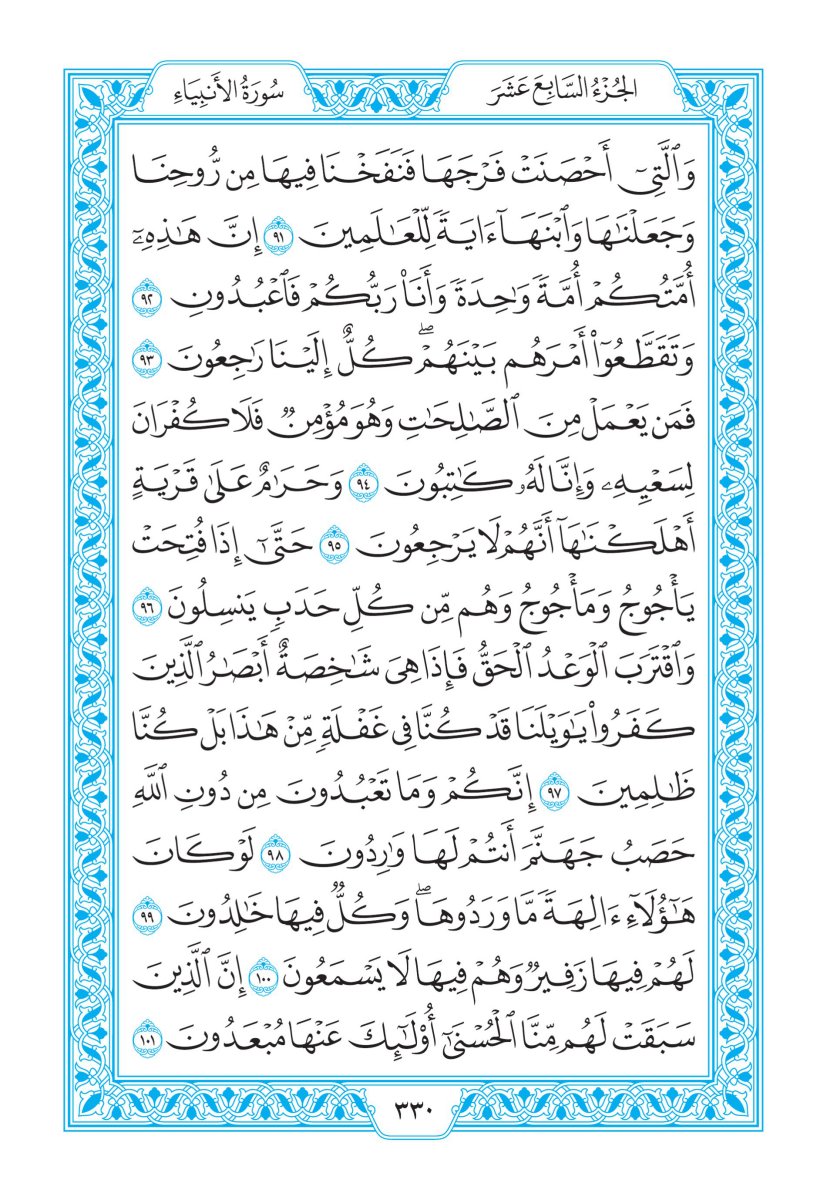 الجُزْءُ السَّابِعَ عَشَرَ
سُورَةُ الأَنبِيَاءِ
وَٱلَّتِيٓ أَحۡصَنَتۡ فَرۡجَهَا فَنَفَخۡنَا فِيهَا مِن رُّوحِنَا
وَجَعَلۡنَٰهَا وَٱبۡنَهَآ ءَايَةٗ لِّلۡعَٰلَمِينَ ٩١ إِنَّ هَٰذِهِۦٓ
أُمَّتُكُمۡ أُمَّةٗ وَٰحِدَةٗ وَأَنَا۠ رَبُّكُمۡ فَٱعۡبُدُونِ ٩٢
وَتَقَطَّعُوٓاْ أَمۡرَهُم بَيۡنَهُمۡۖ كُلٌّ إِلَيۡنَا رَٰجِعُونَ ٩٣
فَمَن يَعۡمَلۡ مِنَ ٱلصَّٰلِحَٰتِ وَهُوَ مُؤۡمِنٞ فَلَا كُفۡرَانَ
لِسَعۡيِهِۦ وَإِنَّا لَهُۥ كَٰتِبُونَ ٩٤ وَحَرَٰمٌ عَلَىٰ قَرۡيَةٍ
أَهۡلَكۡنَٰهَآ أَنَّهُمۡ لَا يَرۡجِعُونَ ٩٥ حَتَّىٰٓ إِذَا فُتِحَتۡ
يَأۡجُوجُ وَمَأۡجُوجُ وَهُم مِّن كُلِّ حَدَبٖ يَنسِلُونَ ٩٦
وَٱقۡتَرَبَ ٱلۡوَعۡدُ ٱلۡحَقُّ فَإِذَا هِيَ شَٰخِصَةٌ أَبۡصَٰرُ ٱلَّذِينَ
كَفَرُواْ يَٰوَيۡلَنَا قَدۡ كُنَّا فِي غَفۡلَةٖ مِّنۡ هَٰذَا بَلۡ كُنَّا
ظَٰلِمِينَ ٩٧ إِنَّكُمۡ وَمَا تَعۡبُدُونَ مِن دُونِ ٱللَّهِ
حَصَبُ جَهَنَّمَ أَنتُمۡ لَهَا وَٰرِدُونَ ٩٨ لَوۡ كَانَ
هَٰٓؤُلَآءِ ءَالِهَةٗ مَّا وَرَدُوهَاۖ وَكُلّٞ فِيهَا خَٰلِدُونَ ٩٩
لَهُمۡ فِيهَا زَفِيرٞ وَهُمۡ فِيهَا لَا يَسۡمَعُونَ ١٠٠ إِنَّ ٱلَّذِينَ
سَبَقَتۡ لَهُم مِّنَّا ٱلۡحُسۡنَىٰٓ أُوْلَٰٓئِكَ عَنۡهَا مُبۡعَدُونَ ١٠١
٣٣٠